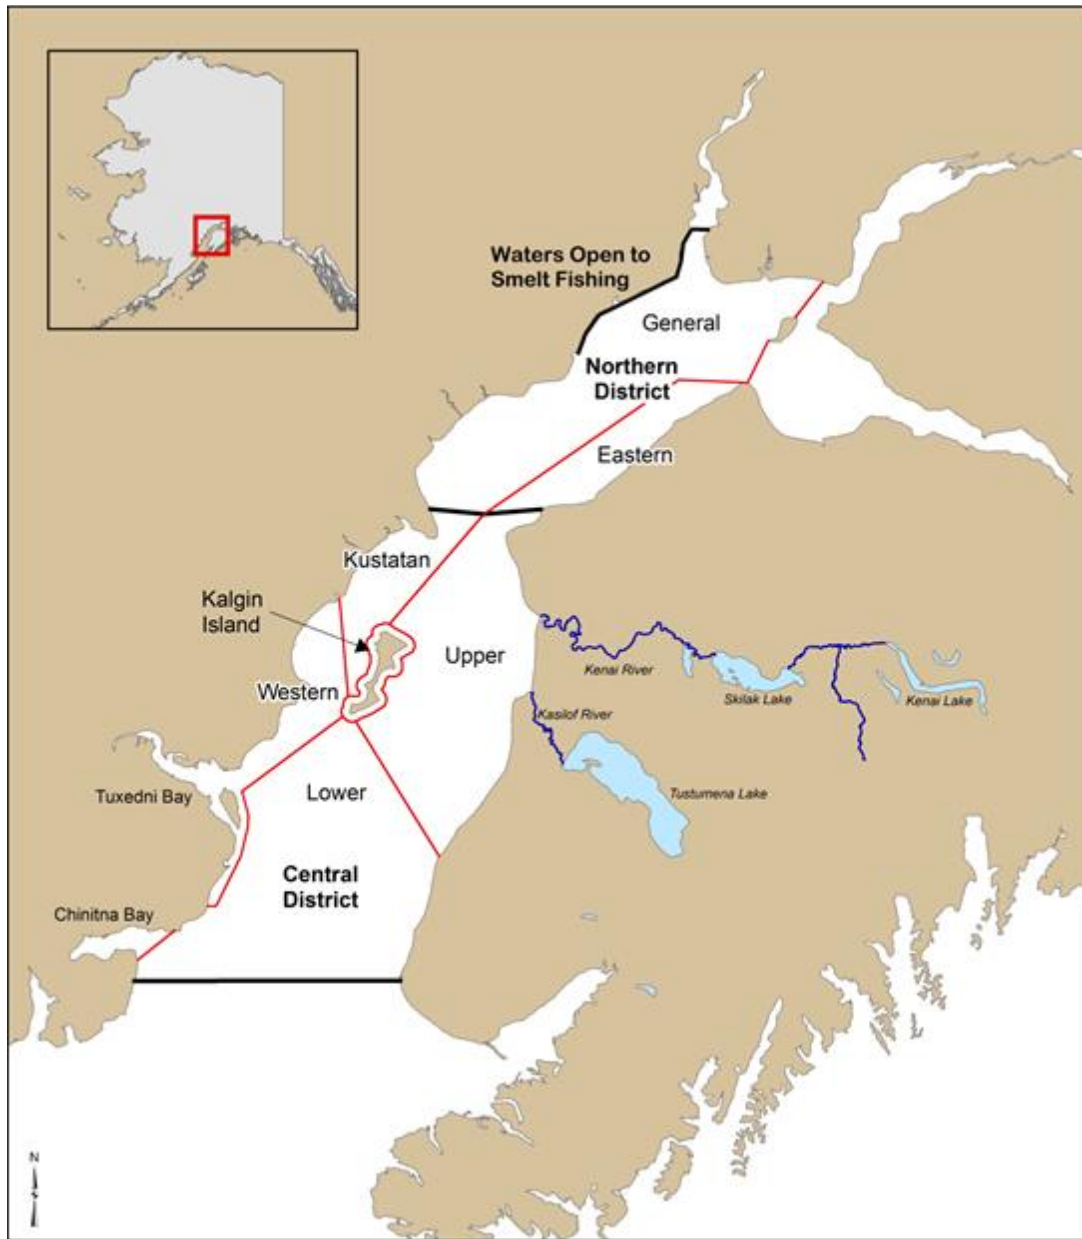 Waters Open to
Smelt Fishing
General
Northern
District
Eastern
Kustatan
Kalgin
Island
Upper
Western
Kenai River
Skilak Lake
Kenai Lake
Kasilof River
Tustumena Lake
Lower
Tuxedni Bay
Central
District
Chinitna Bay
N